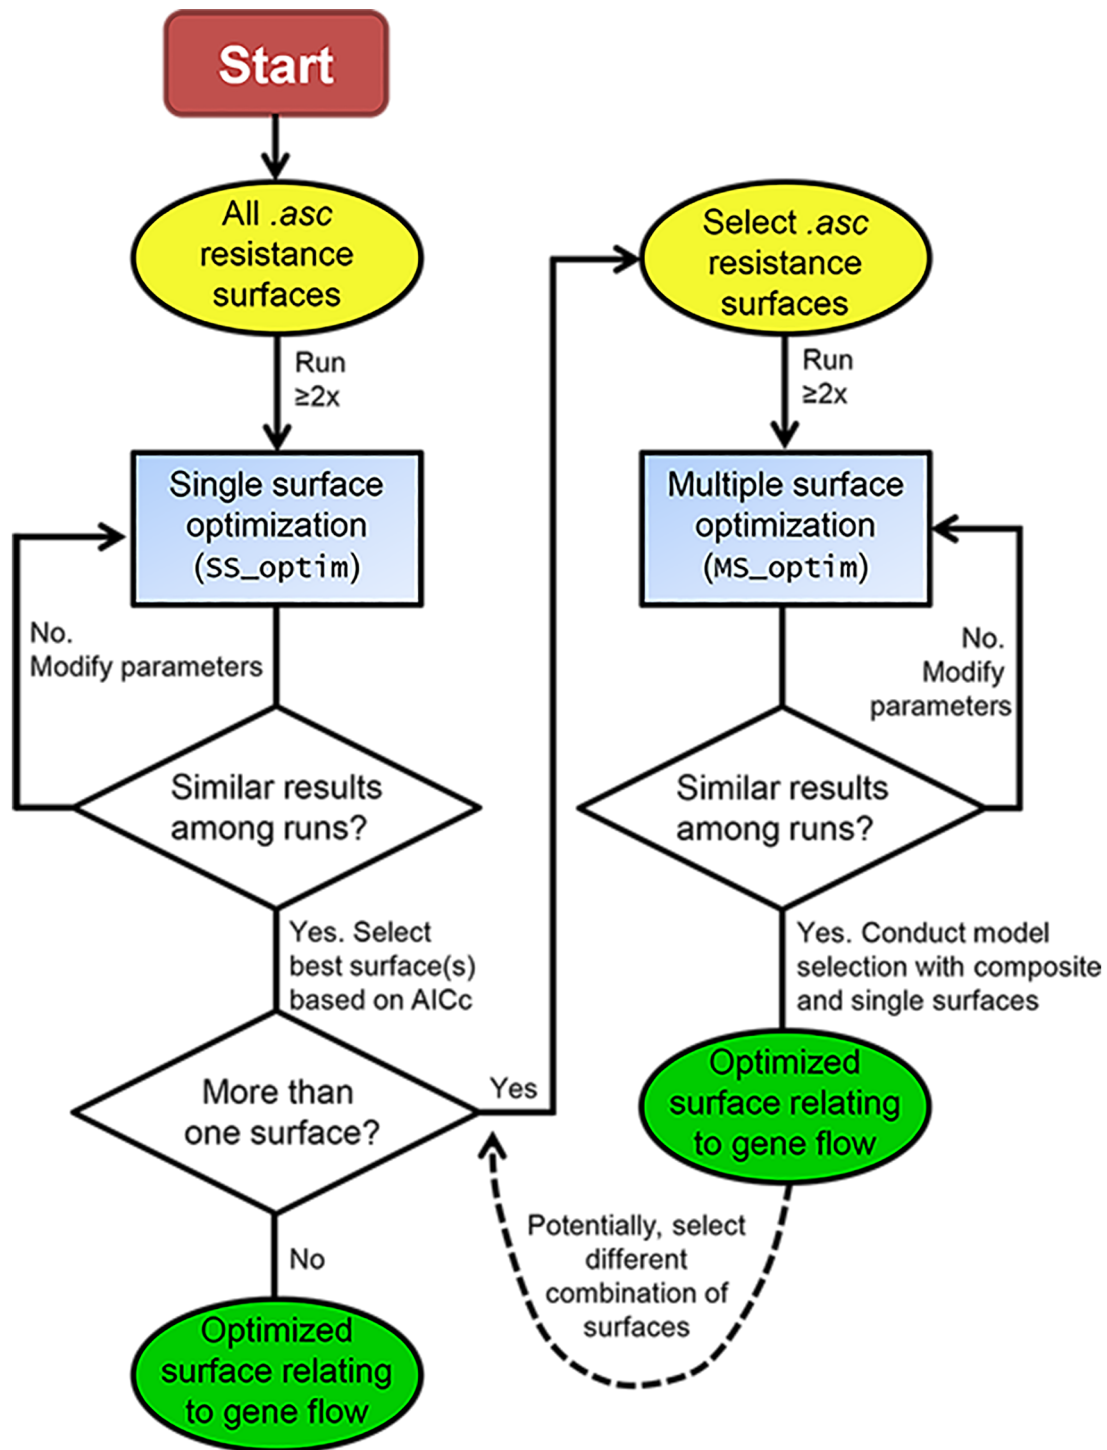 Start
All .asc
resistance
surfaces
Run
≥2x
Single surface
optimization
(SS_optim)
No.
Modify parameters
Similar results
among runs?
Yes. Select
best surface(s)
based on AICc
More than
one surface?
Yes
No
Optimized
surface relating
to gene flow
Select .asc
resistance
surfaces
Run
≥2x
Multiple surface
optimization
(MS_optim)
No.
Modify
parameters
Similar results
among runs?
Yes. Conduct model
selection with composite
and single surfaces
Optimized
surface relating
to gene flow
Potentially, select
different
combination of
surfaces